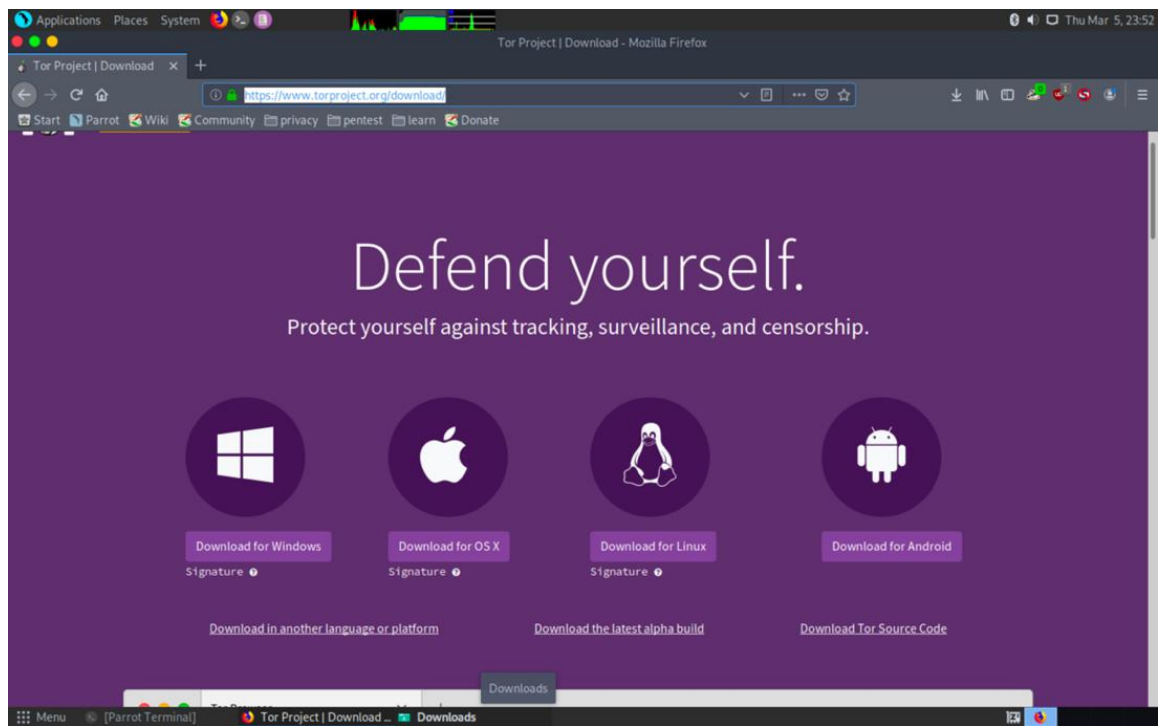 Applications Places System Thu Mar 5, 23:52
Tor Project | Download - Mozilla Firefox
Tor Project | Download × +
https://www.torproject.org/download/
Start Parrot Wiki Community privacy pentest learn Donate
Defend yourself.
Protect yourself against tracking, surveillance, and censorship.
Download for Windows Download for OS X Download for Linux Download for Android
Signature Signature Signature
Download in another language or platform Download the latest alpha build Download Tor Source Code
Downloads
Menu [Parrot Terminal] Tor Project | Download ... Downloads